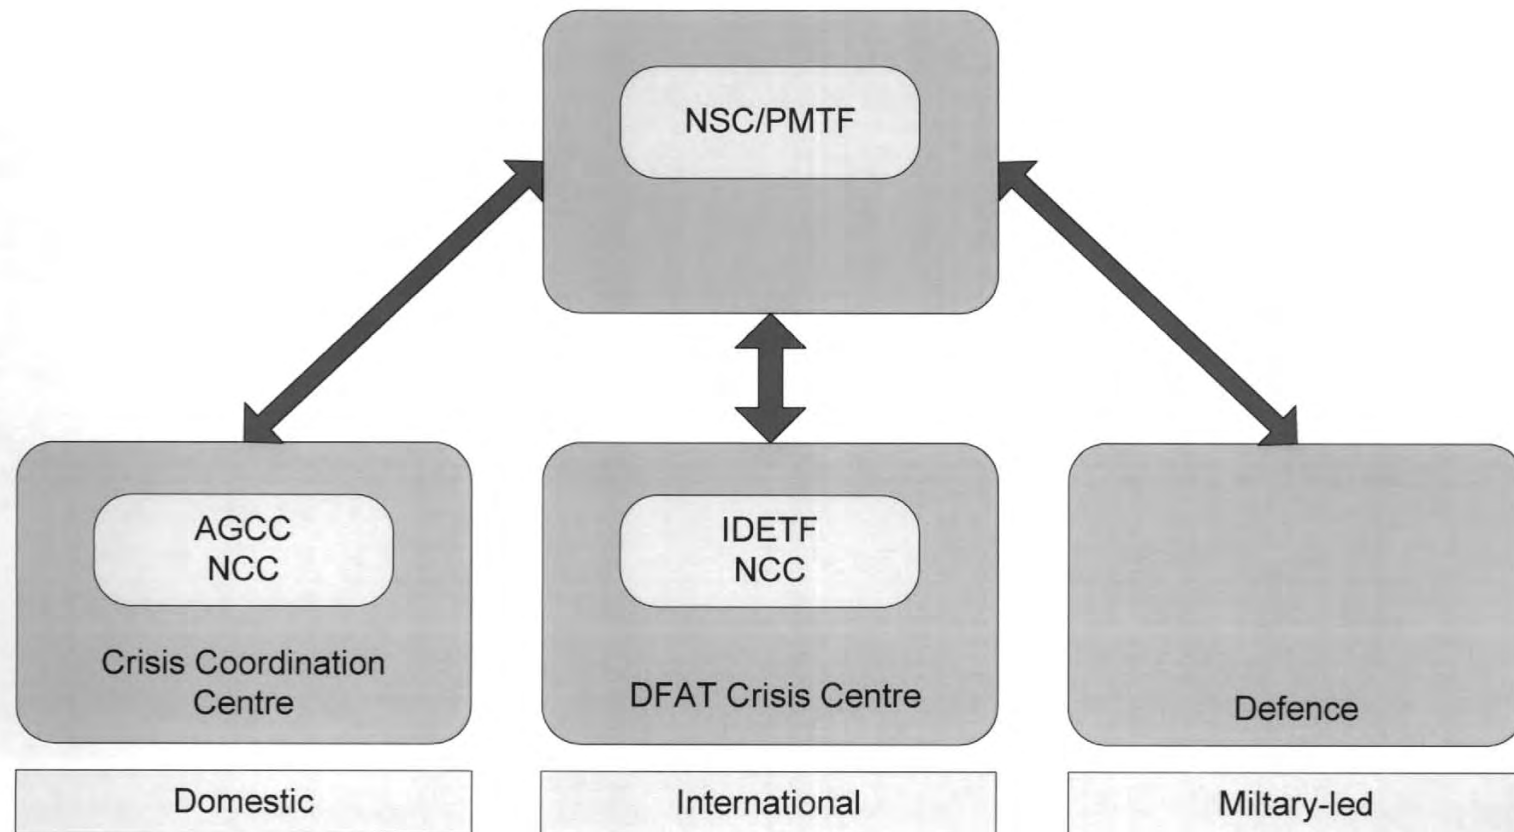 NSC/PMTF
AGCC
NCC
Crisis Coordination
Centre
IDETF
NCC
DFAT Crisis Centre
Defence
Domestic
International
Miltary-led